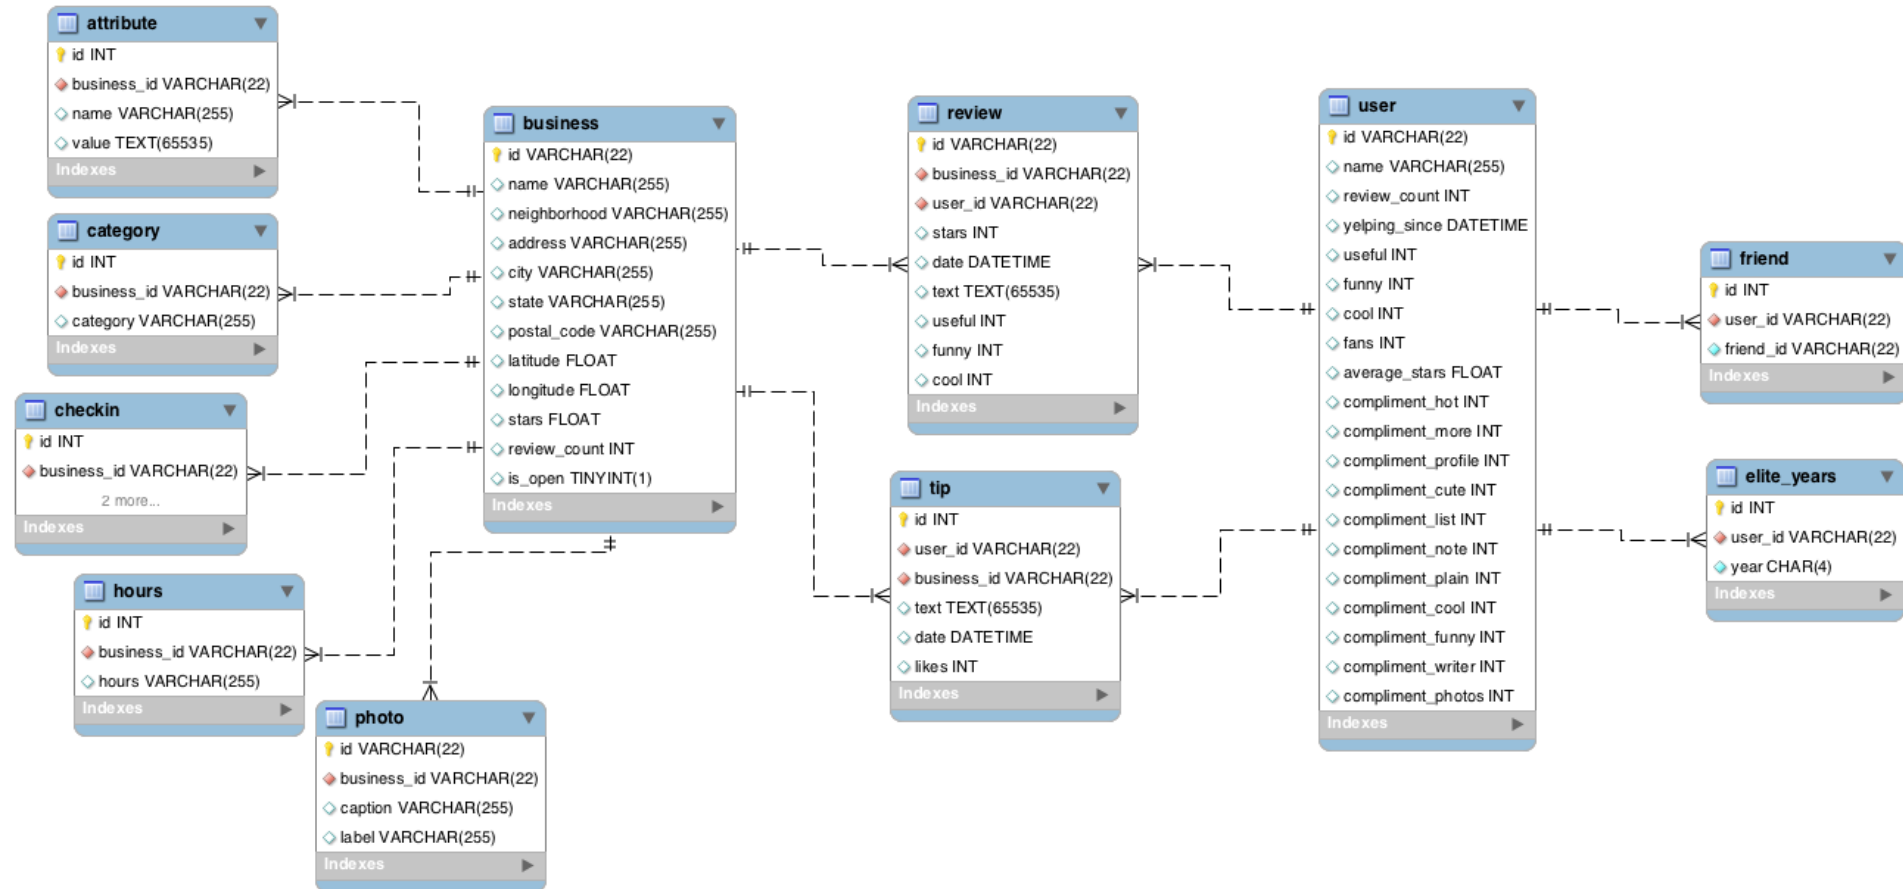 attribute
id INT
business_id VARCHAR(22)
name VARCHAR(255)
value TEXT(65535)
Indexes
category
id INT
business_id VARCHAR(22)
category VARCHAR(255)
Indexes
checkin
id INT
business_id VARCHAR(22)
2 more...
Indexes
hours
id INT
business_id VARCHAR(22)
hours VARCHAR(255)
Indexes
photo
id VARCHAR(22)
business_id VARCHAR(22)
caption VARCHAR(255)
label VARCHAR(255)
Indexes
business
id VARCHAR(22)
name VARCHAR(255)
neighborhood VARCHAR(255)
address VARCHAR(255)
city VARCHAR(255)
state VARCHAR(255)
postal_code VARCHAR(255)
latitude FLOAT
longitude FLOAT
stars FLOAT
review_count INT
is_open TINYINT(1)
Indexes
review
id VARCHAR(22)
business_id VARCHAR(22)
user_id VARCHAR(22)
stars INT
date DATETIME
text TEXT(65535)
useful INT
funny INT
cool INT
Indexes
tip
id INT
user_id VARCHAR(22)
business_id VARCHAR(22)
text TEXT(65535)
date DATETIME
likes INT
Indexes
user
id VARCHAR(22)
name VARCHAR(255)
review_count INT
yelping_since DATETIME
useful INT
funny INT
cool INT
fans INT
average_stars FLOAT
compliment_hot INT
compliment_more INT
compliment_profile INT
compliment_cute INT
compliment_list INT
compliment_note INT
compliment_plain INT
compliment_cool INT
compliment_funny INT
compliment_writer INT
compliment_photos INT
Indexes
friend
id INT
user_id VARCHAR(22)
friend_id VARCHAR(22)
Indexes
elite_years
id INT
user_id VARCHAR(22)
year CHAR(4)
Indexes